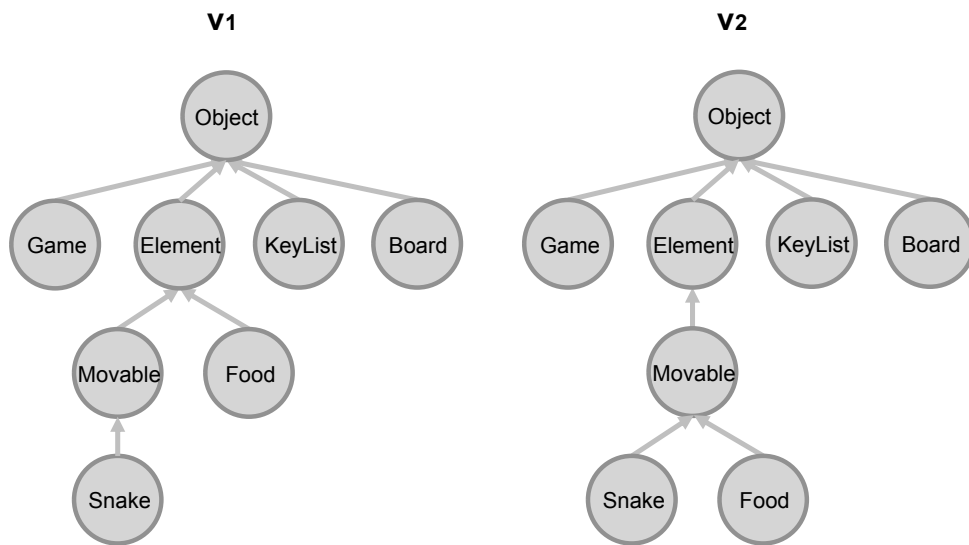 v1
Object
Game
Element
KeyList
Board
Movable
Food
Snake
v2
Object
Game
Element
KeyList
Board
Movable
Snake
Food